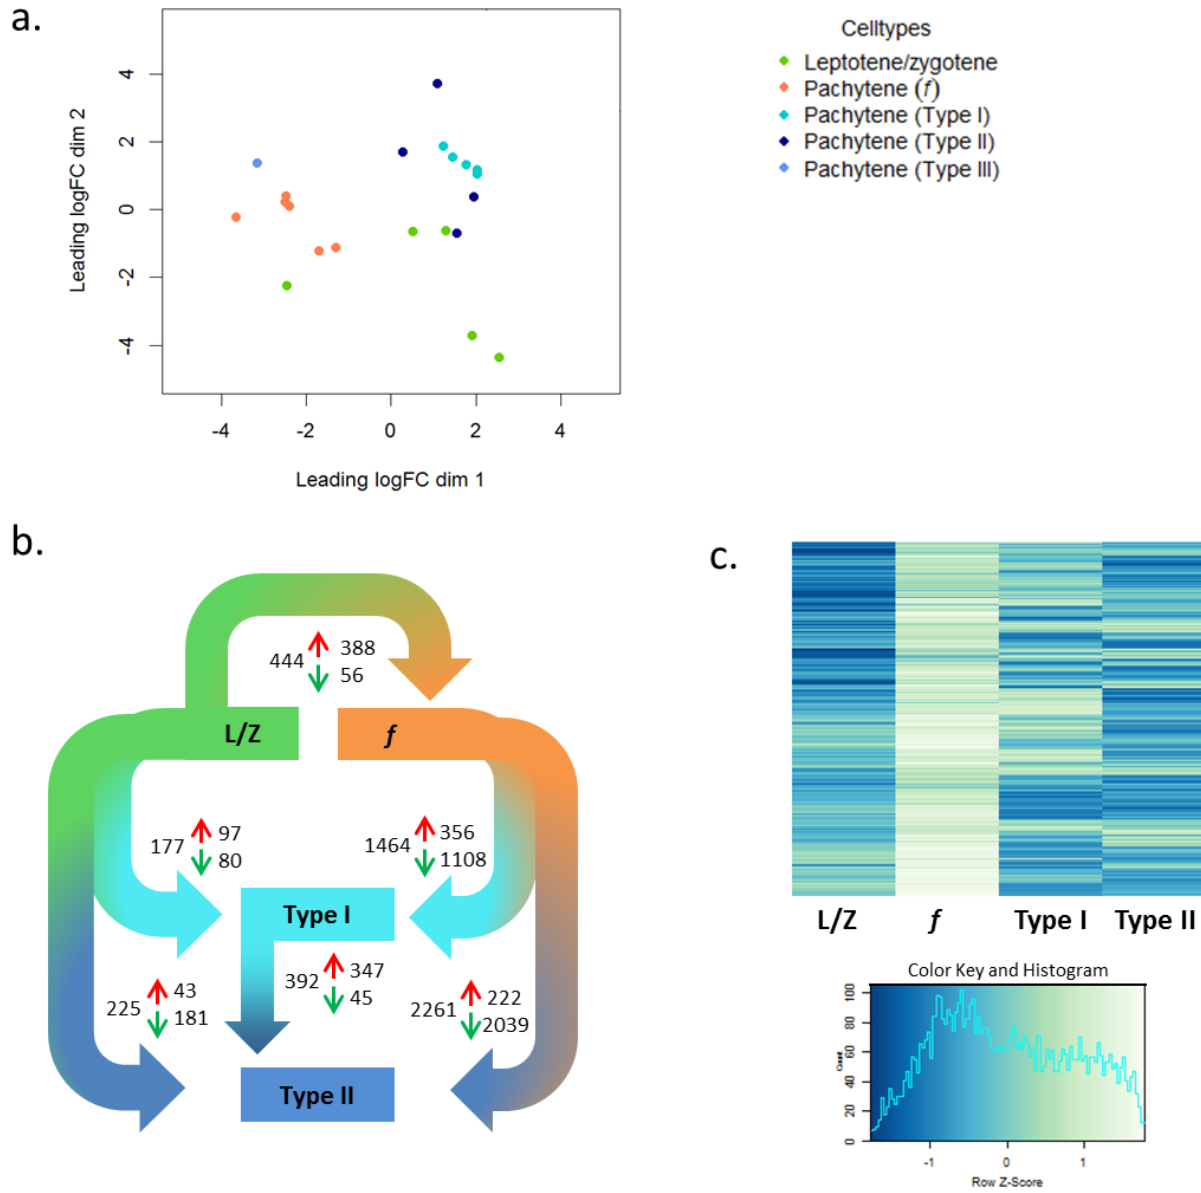 a.
Celltypes
Leptotene/zygotene
Pachytene (f)
Pachytene (Type I)
Pachytene (Type II)
Pachytene (Type III)
Leading logFC dim 2
4
2
0
-2
-4
-4 -2 0 2 4
Leading logFC dim 1
b.
444 388
56
L/Z f
177 97
80
1464 356
1108
Type I
392 347
45
225 43
181
2261 222
2039
Type II
c.
L/Z f Type I Type II
Color Key and Histogram
Count
100
80
60
40
20
0
-1 0 1
Row Z-Score